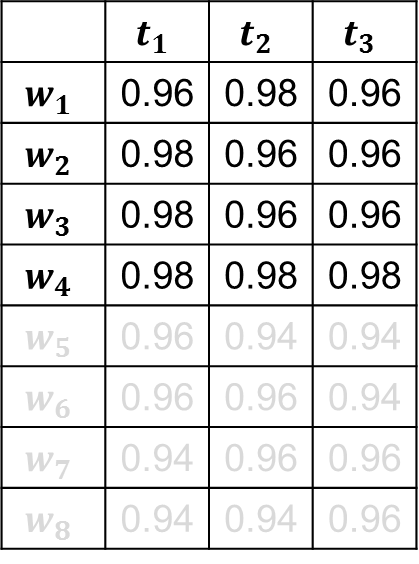 t₁ t₂ t₃
w₁ 0.96 0.98 0.96
w₂ 0.98 0.96 0.96
w₃ 0.98 0.96 0.96
w₄ 0.98 0.98 0.98
w₅ 0.96 0.94 0.94
w₆ 0.96 0.96 0.94
w₇ 0.94 0.96 0.96
w₈ 0.94 0.94 0.96